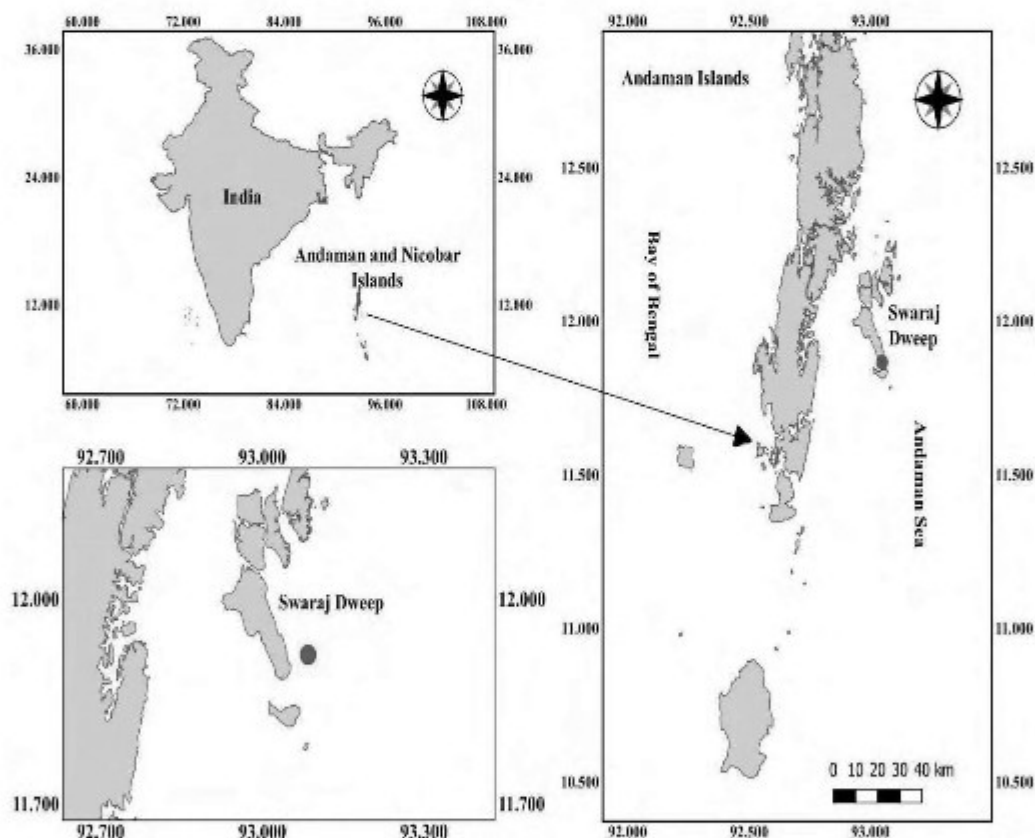 60.000 72.000 84.000 96.000 108.000
36.000 36.000
24.000 24.000
India
Andaman and Nicobar
Islands
12.000 12.000
60.000 72.000 84.000 96.000 108.000
92.700 93.000 93.300
12.000 12.000
Swaraj Dweep
11.700 11.700
92.700 93.000 93.300
92.000 92.500 93.000
Andaman Islands
12.500 12.500
Bay of Bengal
Swaraj
Dweep
12.000 12.000
Andaman Sea
11.500 11.500
11.000 11.000
0 10 20 30 40 km
10.500 10.500
92.000 92.500 93.000